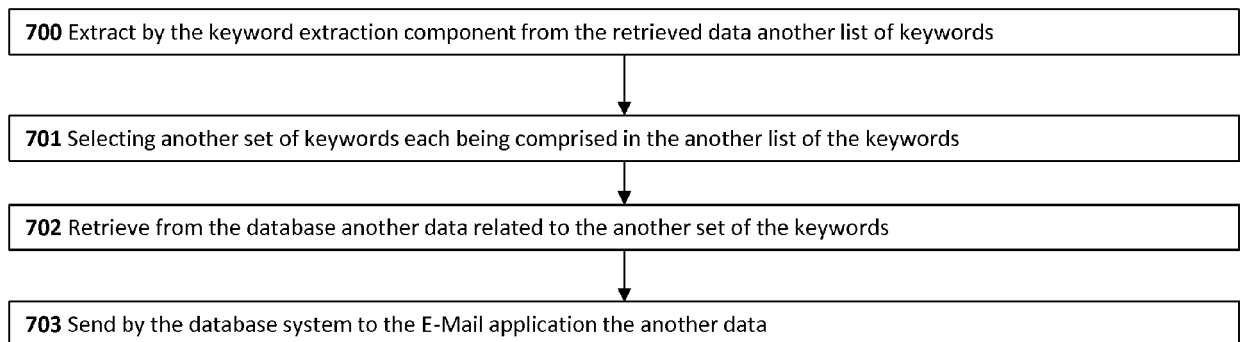 700 Extract by the keyword extraction component from the retrieved data another list of keywords
701 Selecting another set of keywords each being comprised in the another list of the keywords
702 Retrieve from the database another data related to the another set of the keywords
703 Send by the database system to the E-Mail application the another data